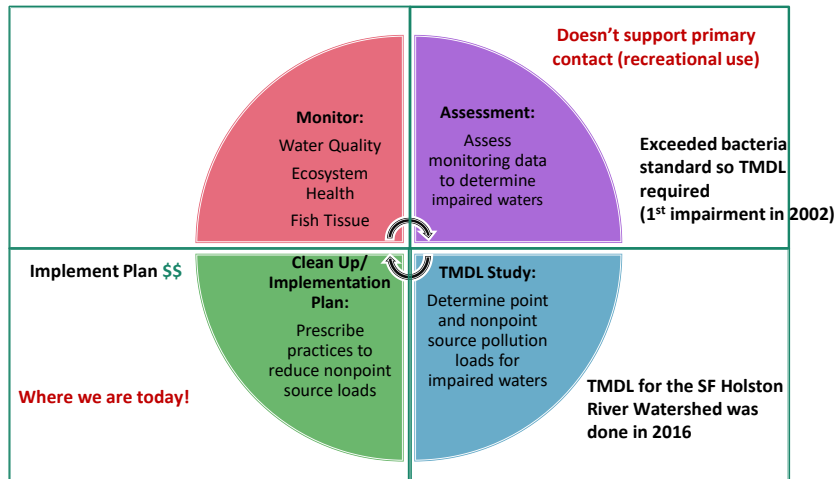 Monitor:
Water Quality
Ecosystem
Health
Fish Tissue
Assessment:
Assess
monitoring data
to determine
impaired waters
Doesn't support primary
contact (recreational use)
Exceeded bacteria
standard so TMDL
required
(1st impairment in 2002)
Implement Plan $$
Where we are today!
Clean Up/
Implementation
Plan:
Prescribe
practices to
reduce nonpoint
source loads
TMDL Study:
Determine point
and nonpoint
source pollution
loads for
impaired waters
TMDL for the SF Holston
River Watershed was
done in 2016